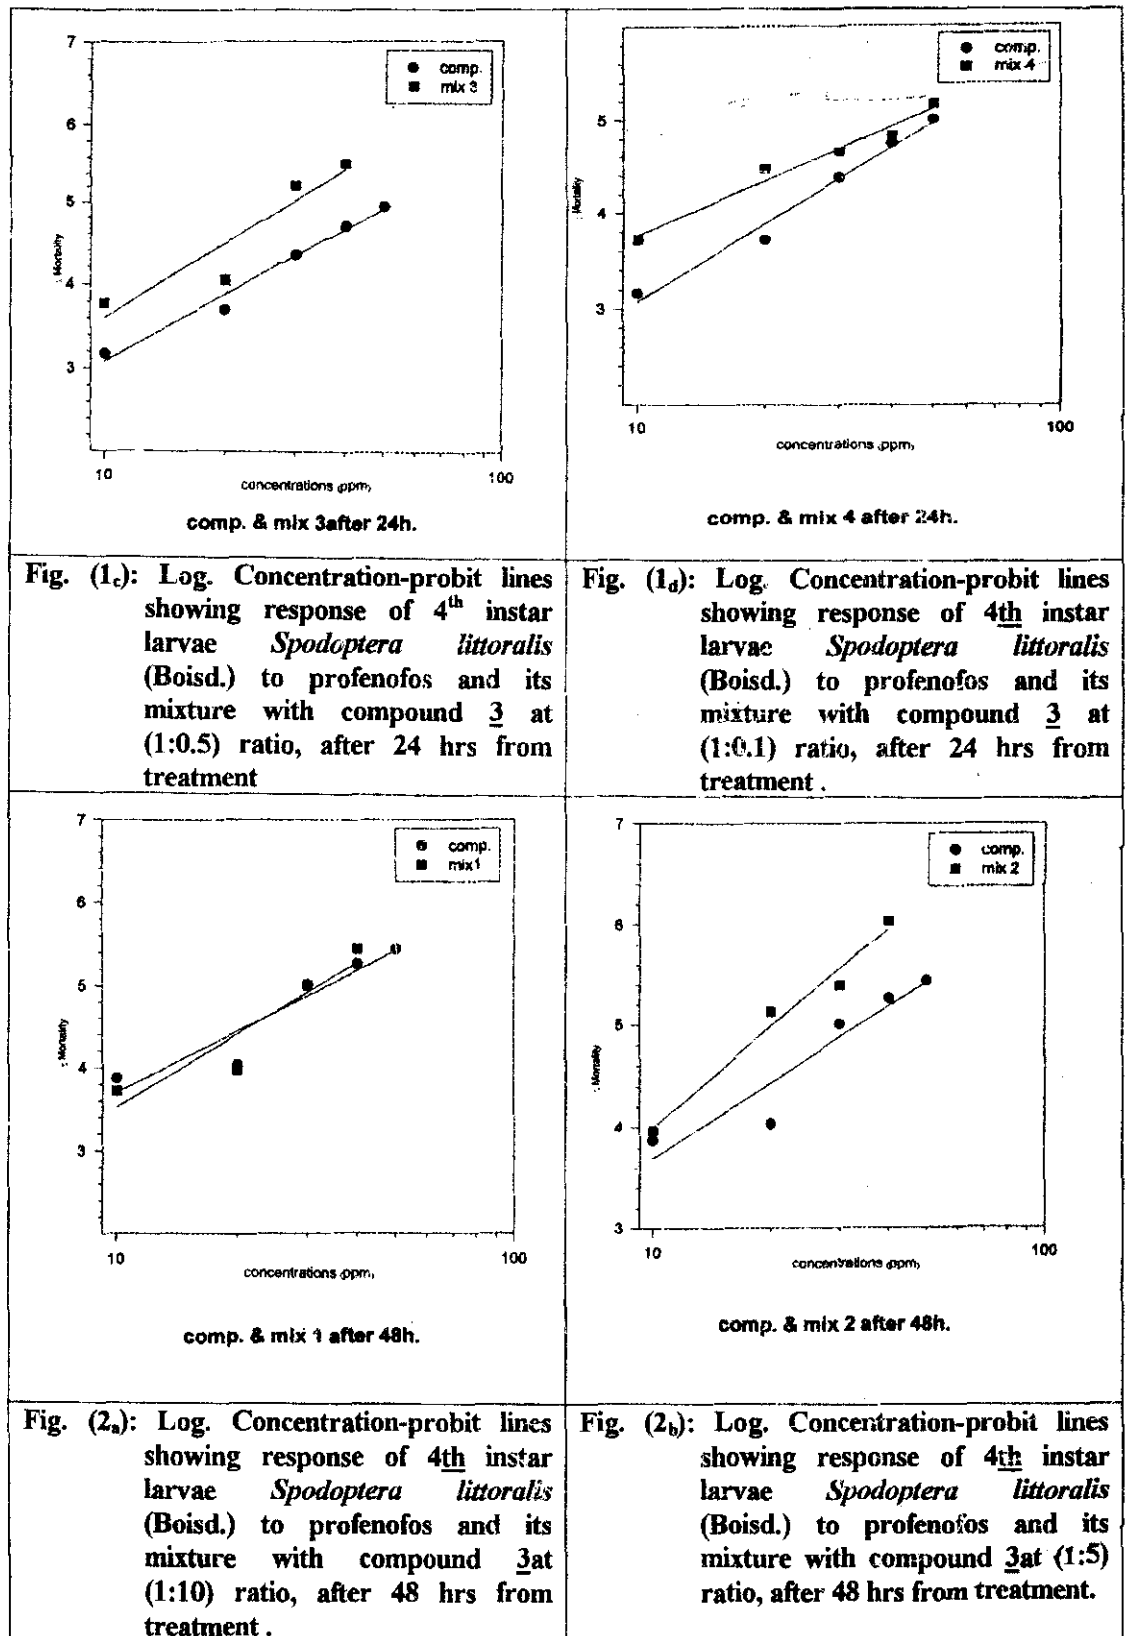 7
6
5
4
3
Mortality
comp.
mix 3
10
100
concentrations (ppm)
comp. & mix 3after 24h.
5
4
3
Mortality
comp.
mix 4
10
100
concentrations (ppm)
comp. & mix 4 after 24h.
Fig. (1c): Log. Concentration-probit lines
showing response of 4th instar
larvae Spodoptera littoralis
(Boisd.) to profenofos and its
mixture with compound 3 at
(1:0.5) ratio, after 24 hrs from
treatment
Fig. (1d): Log. Concentration-probit lines
showing response of 4th instar
larvae Spodoptera littoralis
(Boisd.) to profenofos and its
mixture with compound 3 at
(1:0.1) ratio, after 24 hrs from
treatment .
7
6
5
4
3
Mortality
comp.
mix1
10
100
concentrations (ppm)
comp. & mix 1 after 48h.
7
6
5
4
3
Mortality
comp.
mix 2
10
100
concentrations (ppm)
comp. & mix 2 after 48h.
Fig. (2a): Log. Concentration-probit lines
showing response of 4th instar
larvae Spodoptera littoralis
(Boisd.) to profenofos and its
mixture with compound 3at
(1:10) ratio, after 48 hrs from
treatment .
Fig. (2b): Log. Concentration-probit lines
showing response of 4th instar
larvae Spodoptera littoralis
(Boisd.) to profenofos and its
mixture with compound 3at (1:5)
ratio, after 48 hrs from treatment.